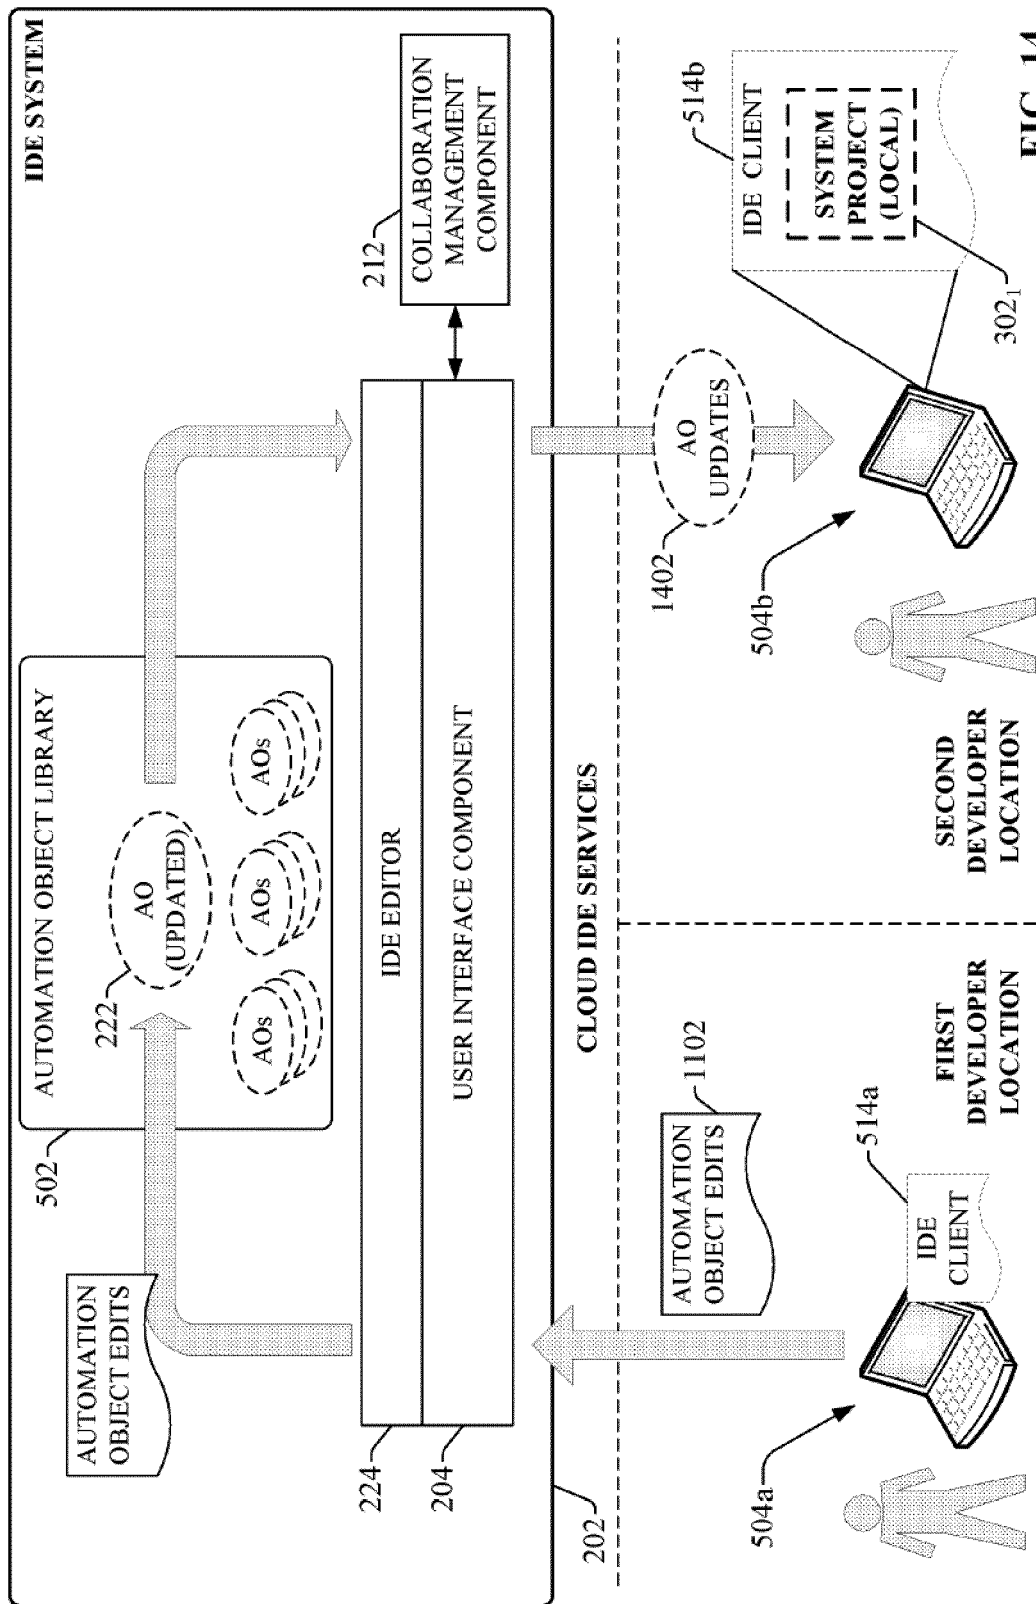 IDE SYSTEM
AUTOMATION
OBJECT EDITS
502
AUTOMATION OBJECT LIBRARY
222
AO
(UPDATED)
AOs
AOs
AOs
212
COLLABORATION
MANAGEMENT
COMPONENT
224
IDE EDITOR
204
USER INTERFACE COMPONENT
202
CLOUD IDE SERVICES
1102
AUTOMATION
OBJECT EDITS
504a
514a
IDE
CLIENT
FIRST
DEVELOPER
LOCATION
SECOND
DEVELOPER
LOCATION
1402
AO
UPDATES
504b
514b
IDE CLIENT
SYSTEM
PROJECT
(LOCAL)
302₁
FIG. 14